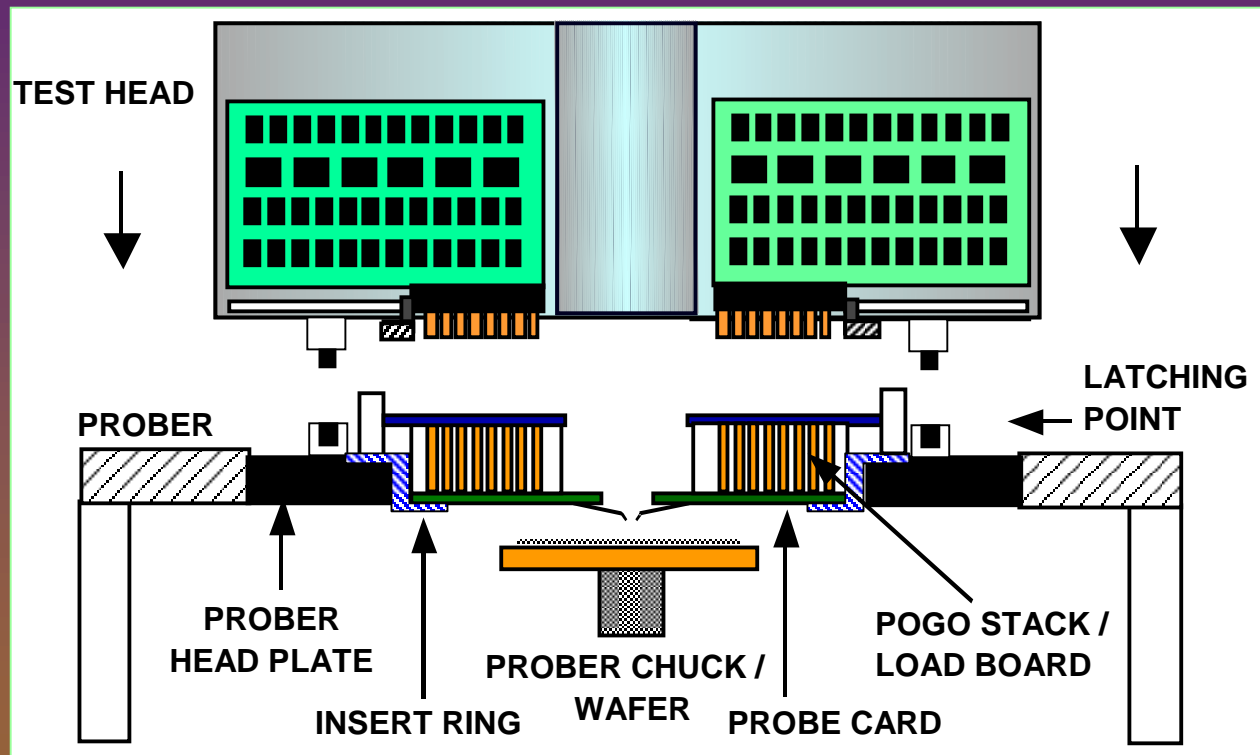 TEST HEAD
LATCHING
POINT
PROBER
PROBER
HEAD PLATE
INSERT RING
PROBER CHUCK /
WAFER
PROBE CARD
POGO STACK /
LOAD BOARD